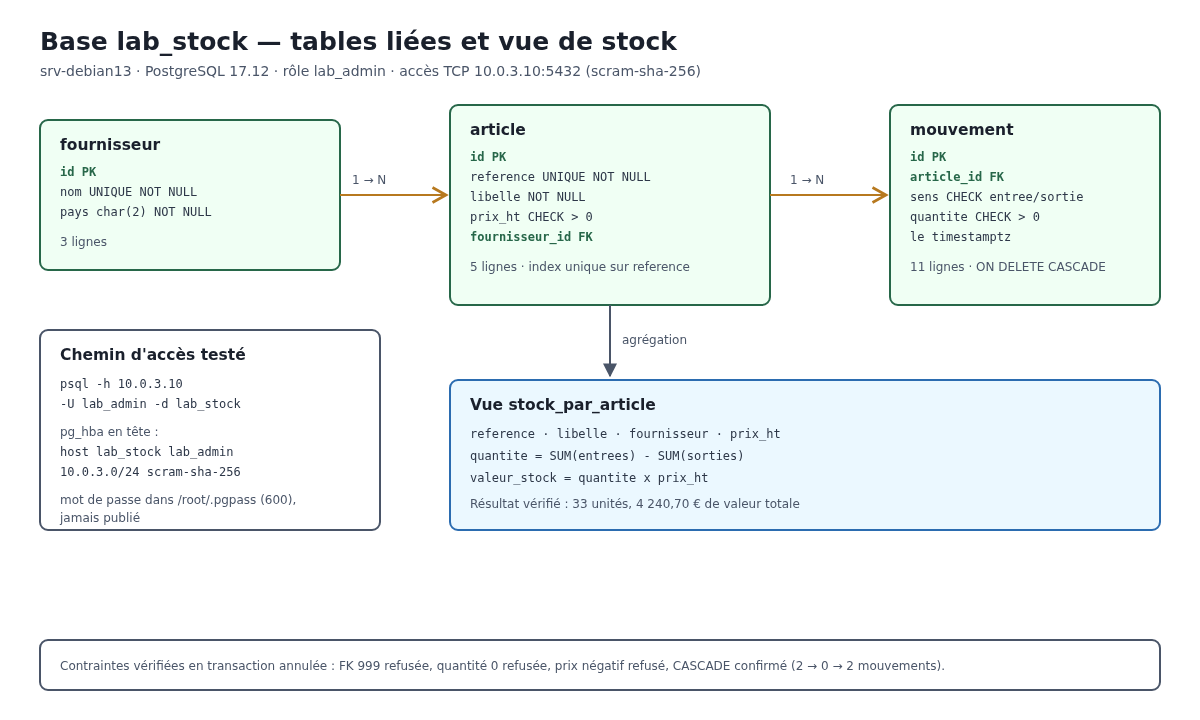 Base lab_stock — tables liées et vue de stock
srv-debian13 · PostgreSQL 17.12 · rôle lab_admin · accès TCP 10.0.3.10:5432 (scram-sha-256)
fournisseur
id PK
nom UNIQUE NOT NULL
pays char(2) NOT NULL
3 lignes
1 → N
article
id PK
reference UNIQUE NOT NULL
libelle NOT NULL
prix_ht CHECK > 0
fournisseur_id FK
5 lignes · index unique sur reference
1 → N
mouvement
id PK
article_id FK
sens CHECK entree/sortie
quantite CHECK > 0
le timestamptz
11 lignes · ON DELETE CASCADE
agrégation
Chemin d'accès testé
psql -h 10.0.3.10
-U lab_admin -d lab_stock
pg_hba en tête :
host lab_stock lab_admin
10.0.3.0/24 scram-sha-256
mot de passe dans /root/.pgpass (600),
jamais publié
Vue stock_par_article
reference · libelle · fournisseur · prix_ht
quantite = SUM(entrees) - SUM(sorties)
valeur_stock = quantite x prix_ht
Résultat vérifié : 33 unités, 4 240,70 € de valeur totale
Contraintes vérifiées en transaction annulée : FK 999 refusée, quantité 0 refusée, prix négatif refusé, CASCADE confirmé (2 → 0 → 2 mouvements).